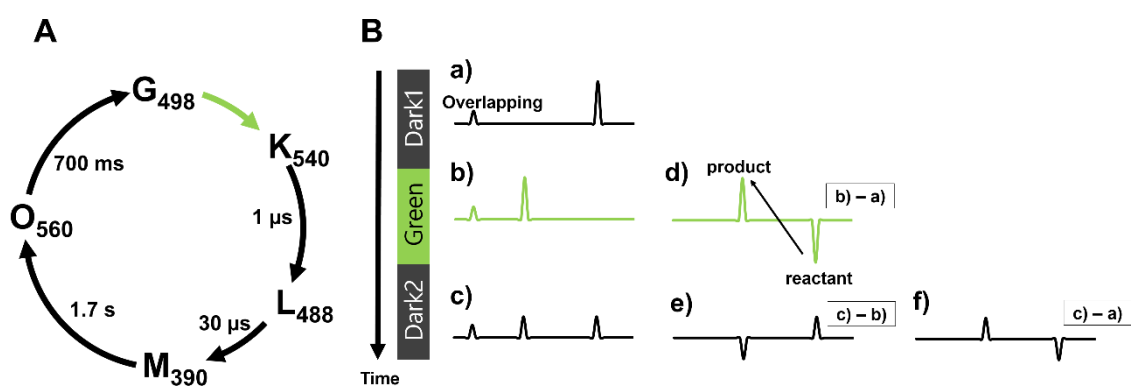 A
G498
K540
L488
M390
O560
1 µs
30 µs
1.7 s
700 ms
B
Dark1
Green
Dark2
Time
a)
Overlapping
b)
c)
d)
product
reactant
b) – a)
e)
c) – b)
f)
c) – a)